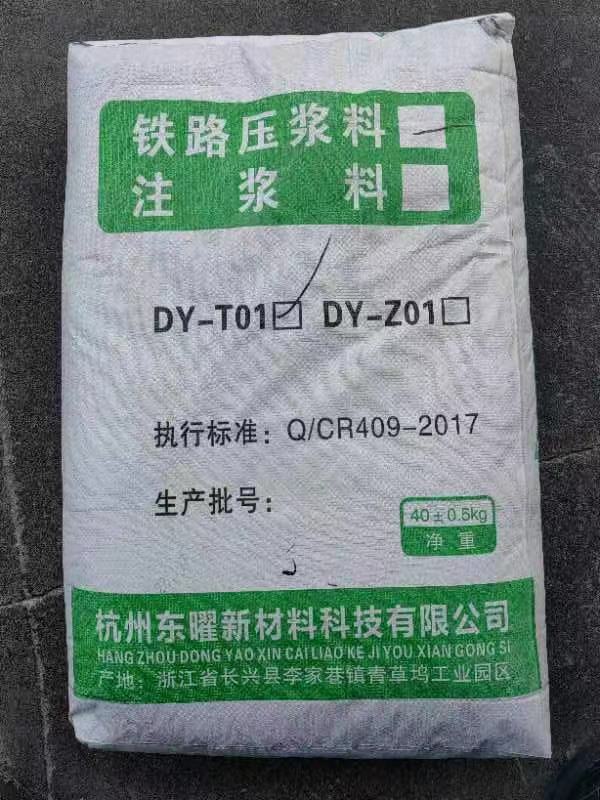 铁路压浆料
注浆料
DY-T01☑ DY-Z01□
执行标准：Q/CR409-2017
生产批号：
40±0.5kg
净重
杭州东曜新材料科技有限公司
HANG ZHOU DONG YAO XIN CAI LIAO KE JI YOU XIAN GONG SI
产地：浙江省长兴县李家巷镇青草坞工业园区